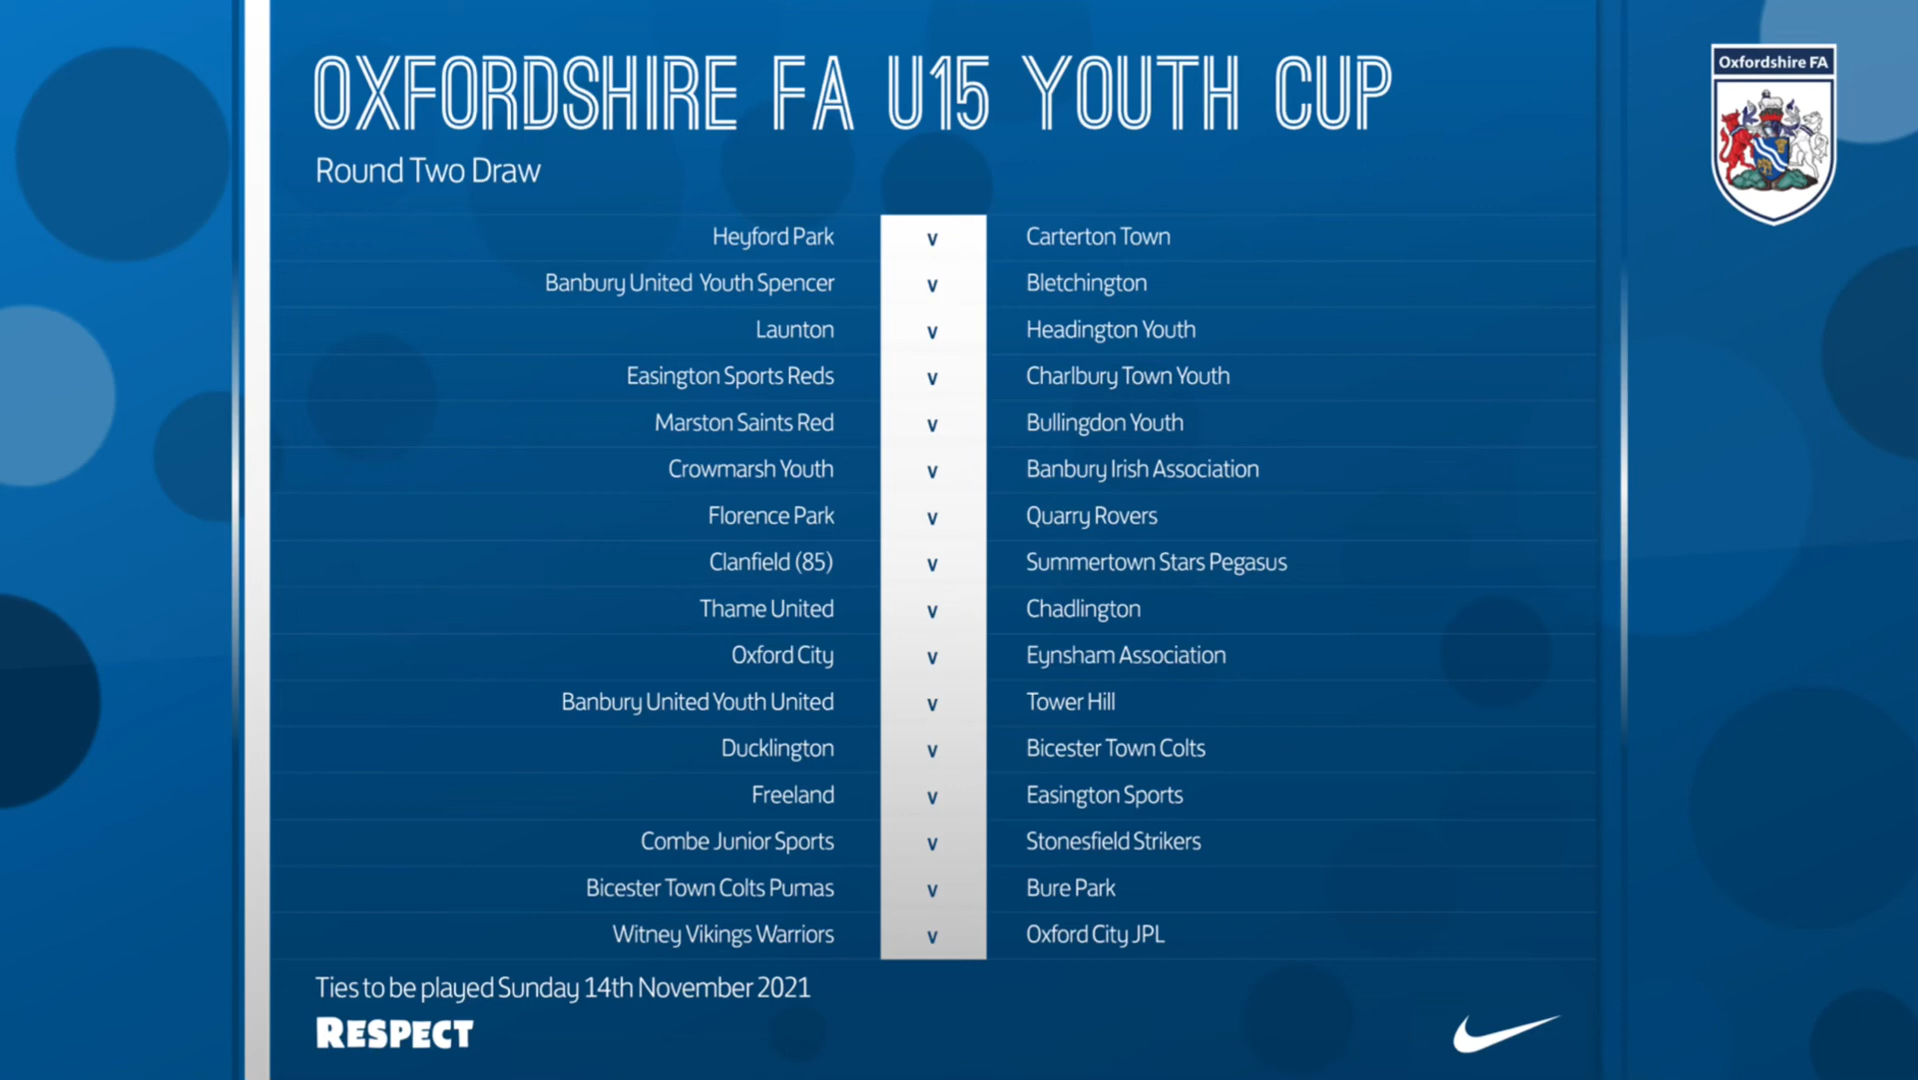 OXFORDSHIRE FA U15 YOUTH CUP
Oxfordshire FA
Round Two Draw
Heyford Park v Carterton Town
Banbury United Youth Spencer v Bletchington
Launton v Headington Youth
Easington Sports Reds v Charlbury Town Youth
Marston Saints Red v Bullingdon Youth
Crowmarsh Youth v Banbury Irish Association
Florence Park v Quarry Rovers
Clanfield (85) v Summertown Stars Pegasus
Thame United v Chadlington
Oxford City v Eynsham Association
Banbury United Youth United v Tower Hill
Ducklington v Bicester Town Colts
Freeland v Easington Sports
Combe Junior Sports v Stonesfield Strikers
Bicester Town Colts Pumas v Bure Park
Witney Vikings Warriors v Oxford City JPL
Ties to be played Sunday 14th November 2021
RESPECT